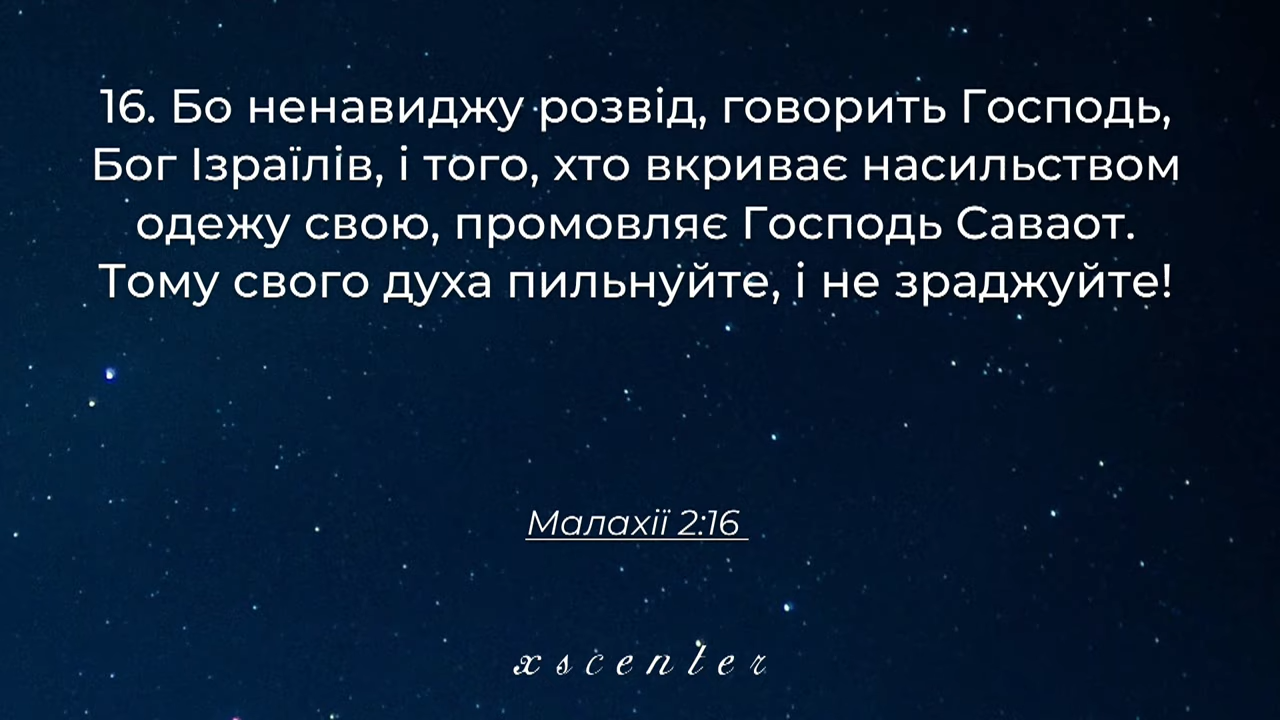 16. Бо ненавиджу розвід, говорить Господь,
Бог Ізраїлів, і того, хто вкриває насильством
одежу свою, промовляє Господь Саваот.
Тому свого духа пильнуйте, і не зраджуйте!
Малахії 2:16
xscenter